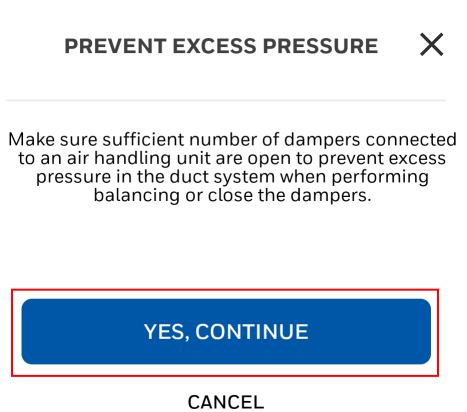 PREVENT EXCESS PRESSURE
Make sure sufficient number of dampers connected
to an air handling unit are open to prevent excess
pressure in the duct system when performing
balancing or close the dampers.
YES, CONTINUE
CANCEL